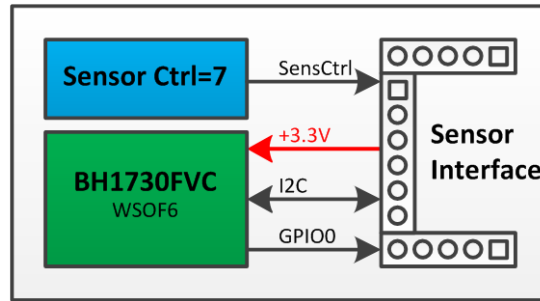 Sensor Ctrl=7
SensCtrl
+3.3V
BH1730FVC
WSOF6
I2C
GPIO0
Sensor
Interface